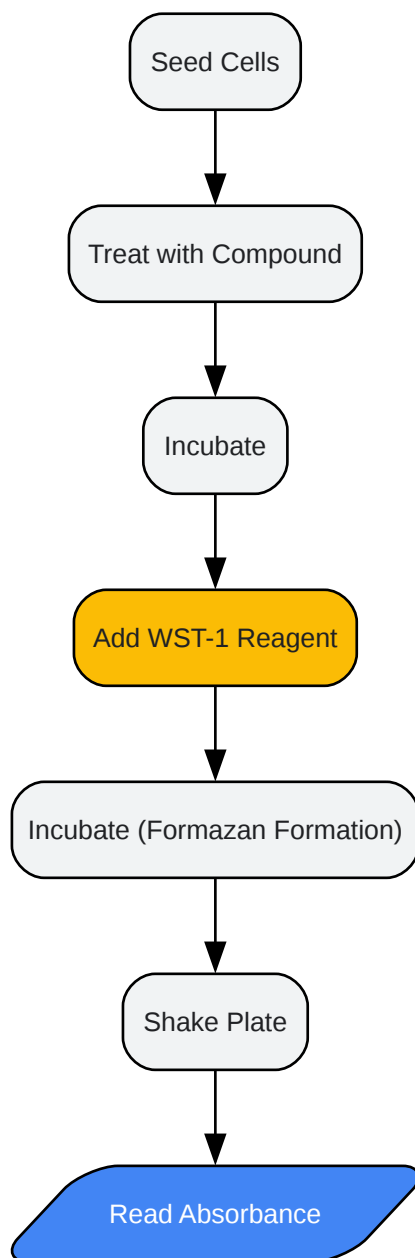 Seed Cells
Treat with Compound
Incubate
Add WST-1 Reagent
Incubate (Formazan Formation)
Shake Plate
Read Absorbance